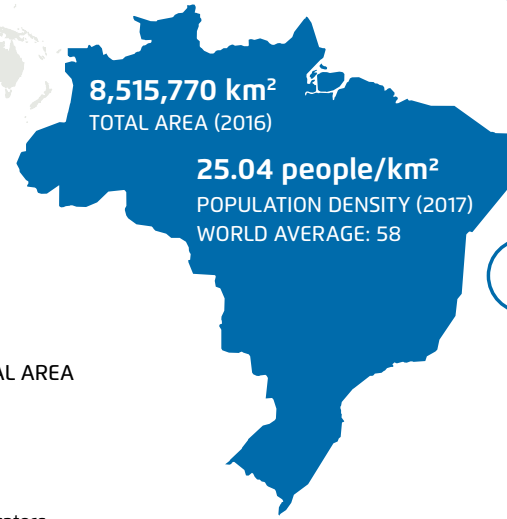 8,515,770 km²
TOTAL AREA (2016)
25.04 people/km²
POPULATION DENSITY (2017)
WORLD AVERAGE: 58
AL AREA